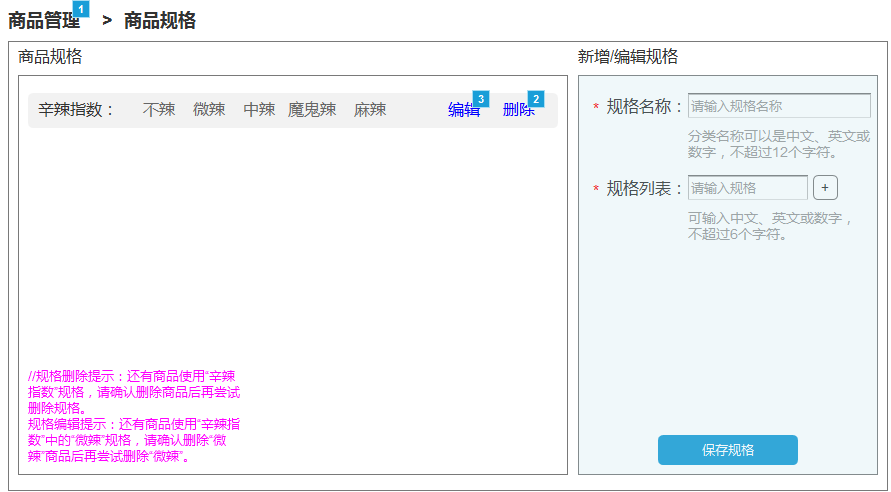 商品管理 > 商品规格
1
商品规格
新增/编辑规格
辛辣指数： 不辣 微辣 中辣 魔鬼辣 麻辣 编辑 删除
3
2
* 规格名称： 请输入规格名称
分类名称可以是中文、英文或
数字，不超过12个字符。
* 规格列表： 请输入规格 +
可输入中文、英文或数字，
不超过6个字符。
//规格删除提示：还有商品使用“辛辣
指数”规格，请确认删除商品后再尝试
删除规格。
规格编辑提示：还有商品使用“辛辣指
数”中的“微辣”规格，请确认删除“微
辣”商品后再尝试删除“微辣”。
保存规格